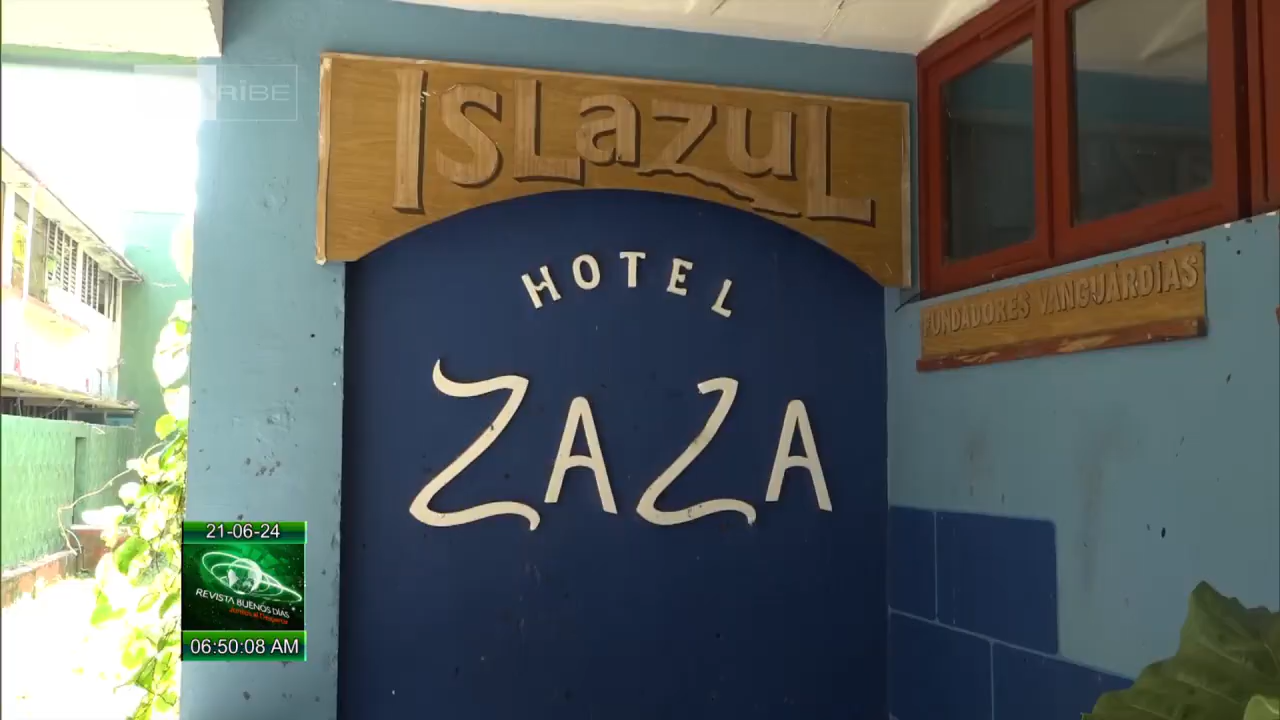 ISLazuL
HOTEL
ZAZA
FUNDADORES VANGUARDIAS
21-06-24
REVISTA BUENOS DÍAS
06:50:08 AM